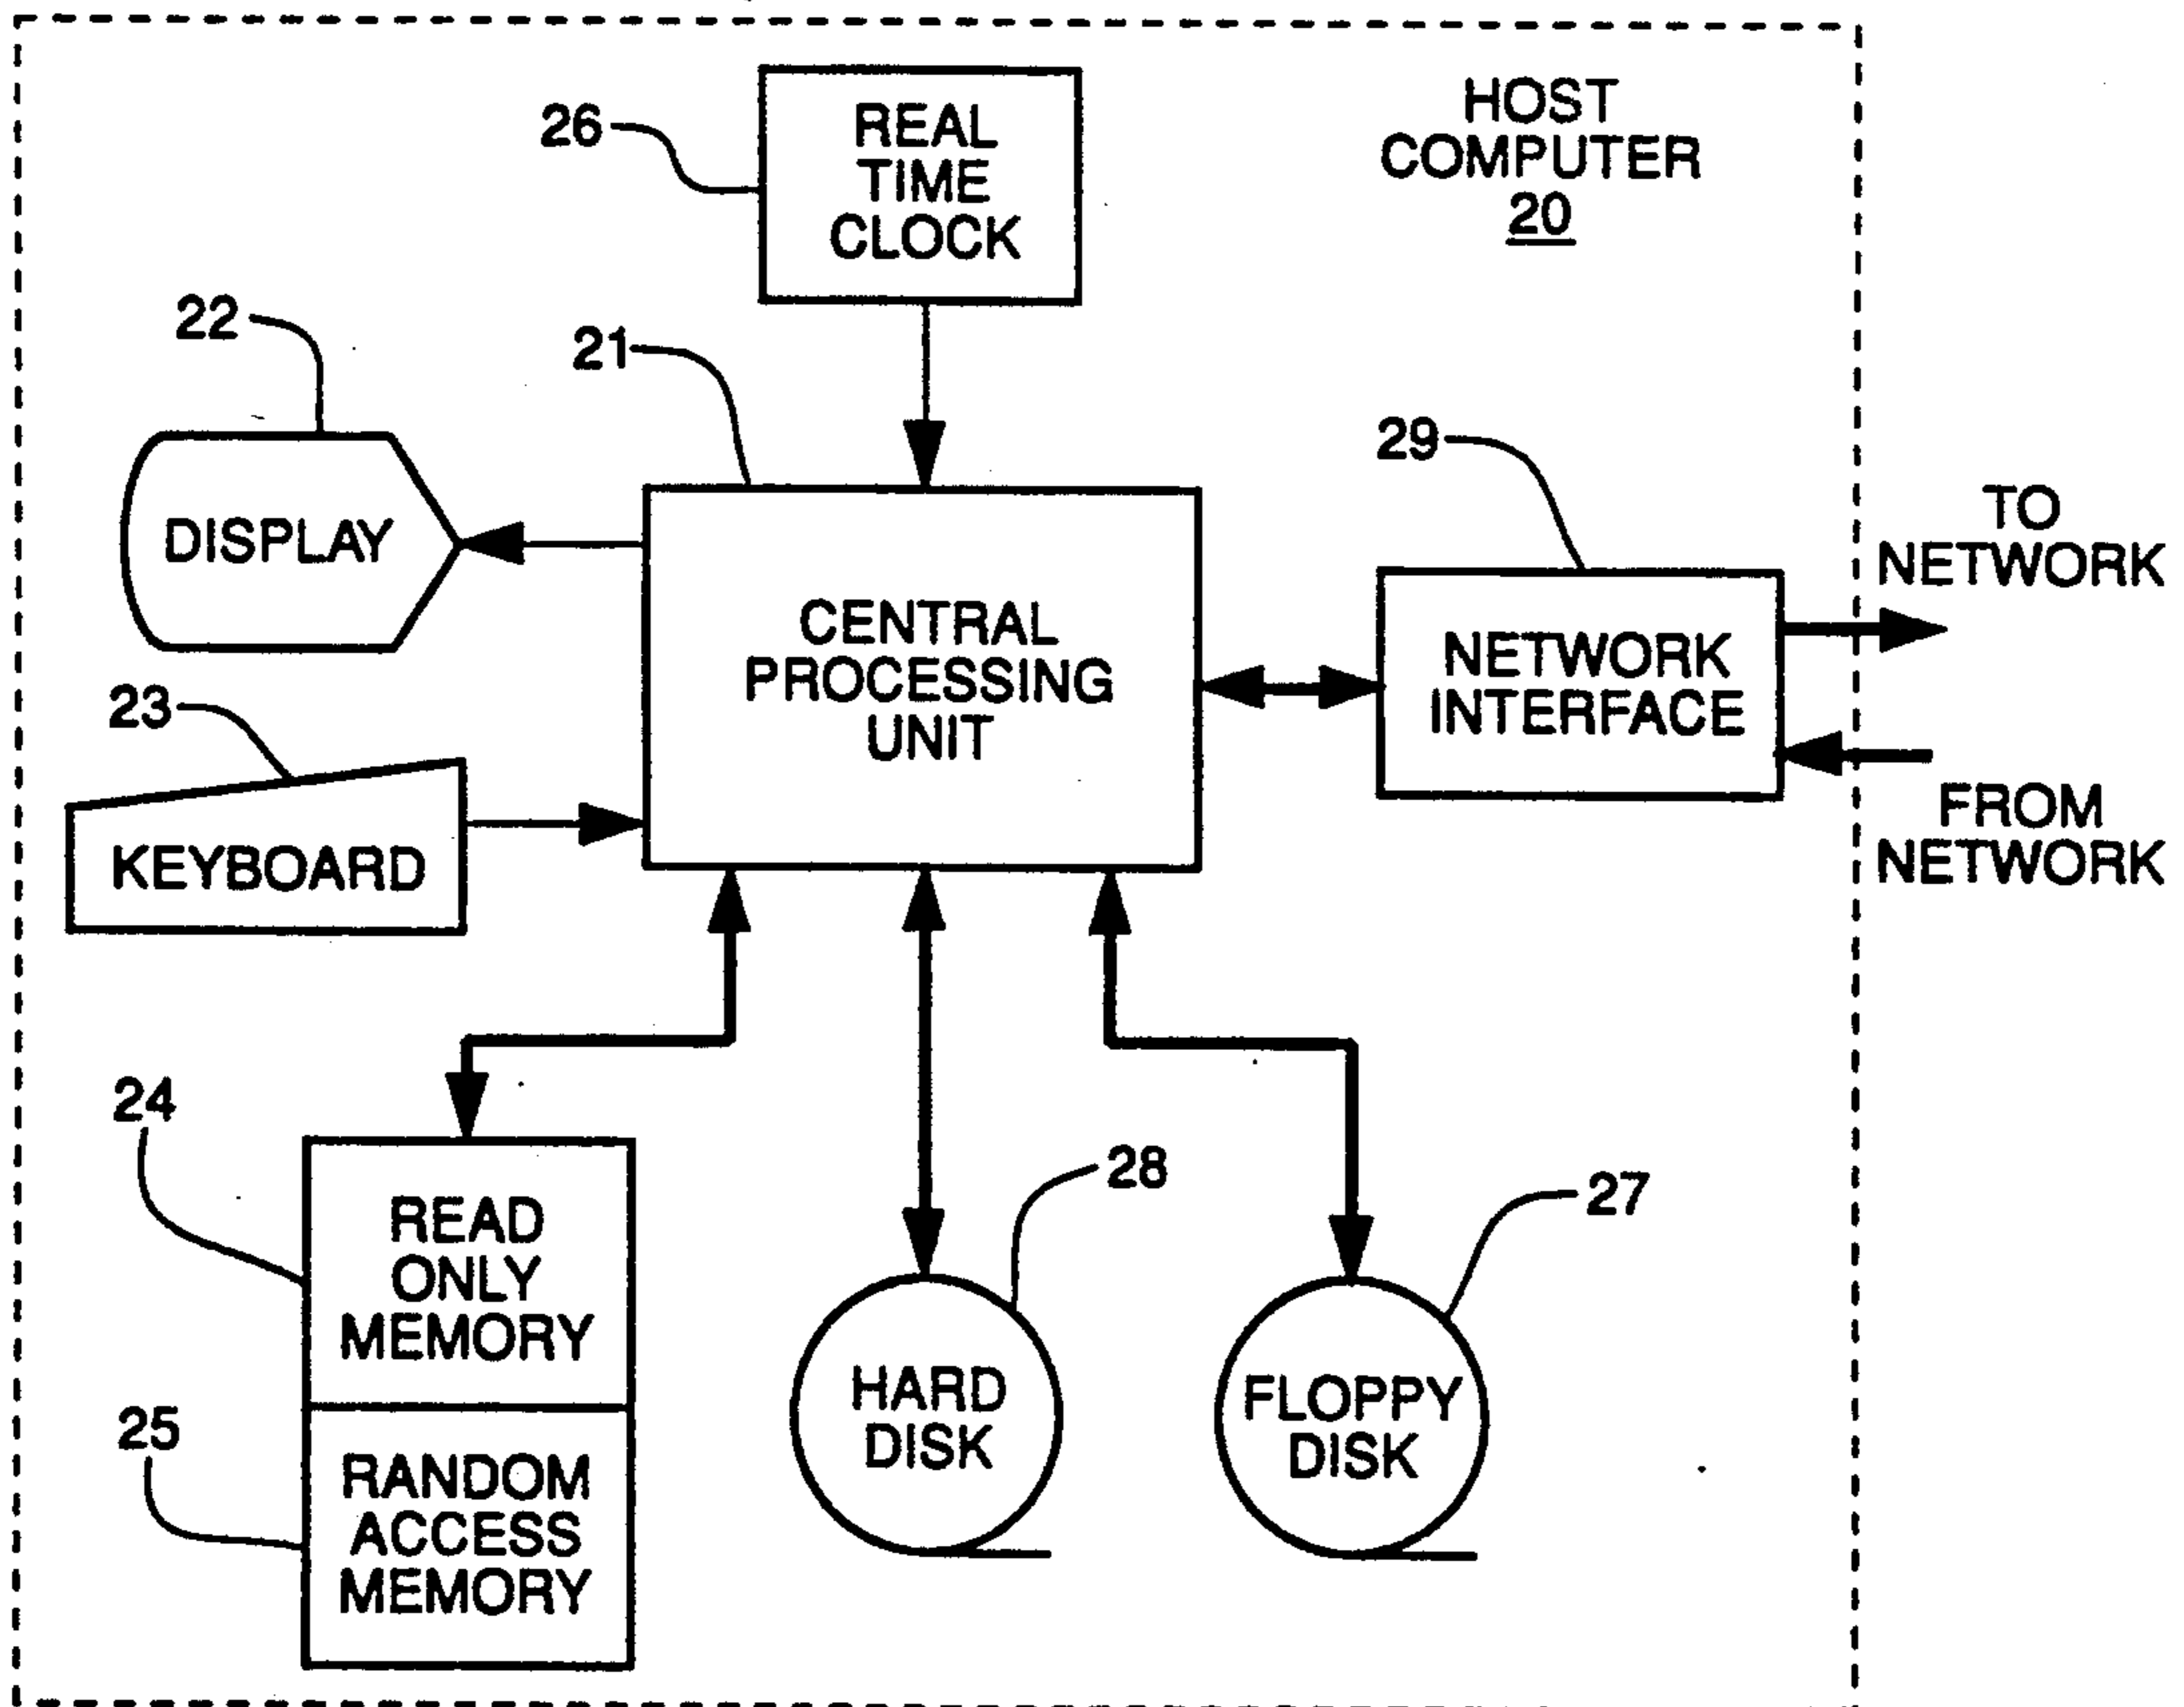 26
REAL
TIME
CLOCK
HOST
COMPUTER
20
22
21
29
DISPLAY
TO
NETWORK
CENTRAL
PROCESSING
UNIT
NETWORK
INTERFACE
23
KEYBOARD
FROM
NETWORK
24
READ
ONLY
MEMORY
28
27
HARD
DISK
FLOPPY
DISK
25
RANDOM
ACCESS
MEMORY